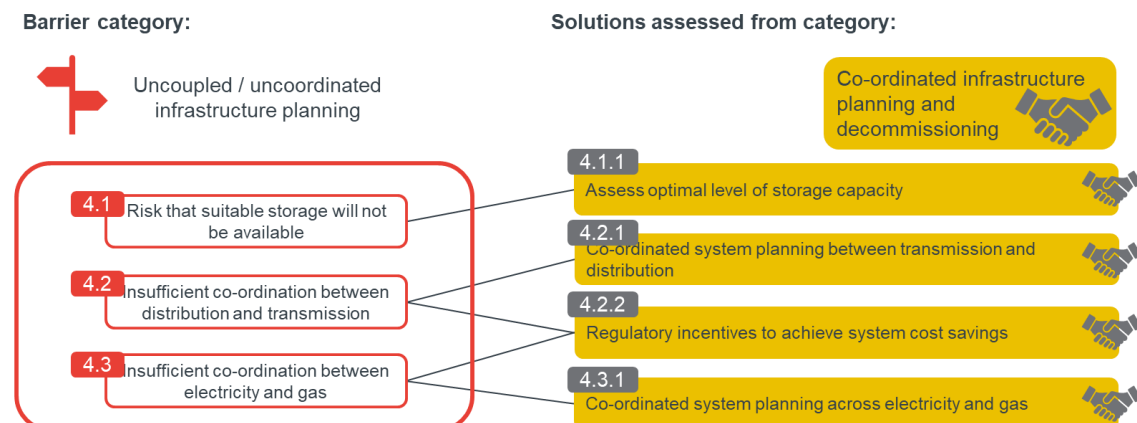 Barrier category:
Solutions assessed from category:
Uncoupled / uncoordinated
infrastructure planning
Co-ordinated infrastructure
planning and
decommissioning
4.1
Risk that suitable storage will not
be available
4.2
Insufficient co-ordination between
distribution and transmission
4.3
Insufficient co-ordination between
electricity and gas
4.1.1
Assess optimal level of storage capacity
4.2.1
Co-ordinated system planning between transmission and
distribution
4.2.2
Regulatory incentives to achieve system cost savings
4.3.1
Co-ordinated system planning across electricity and gas